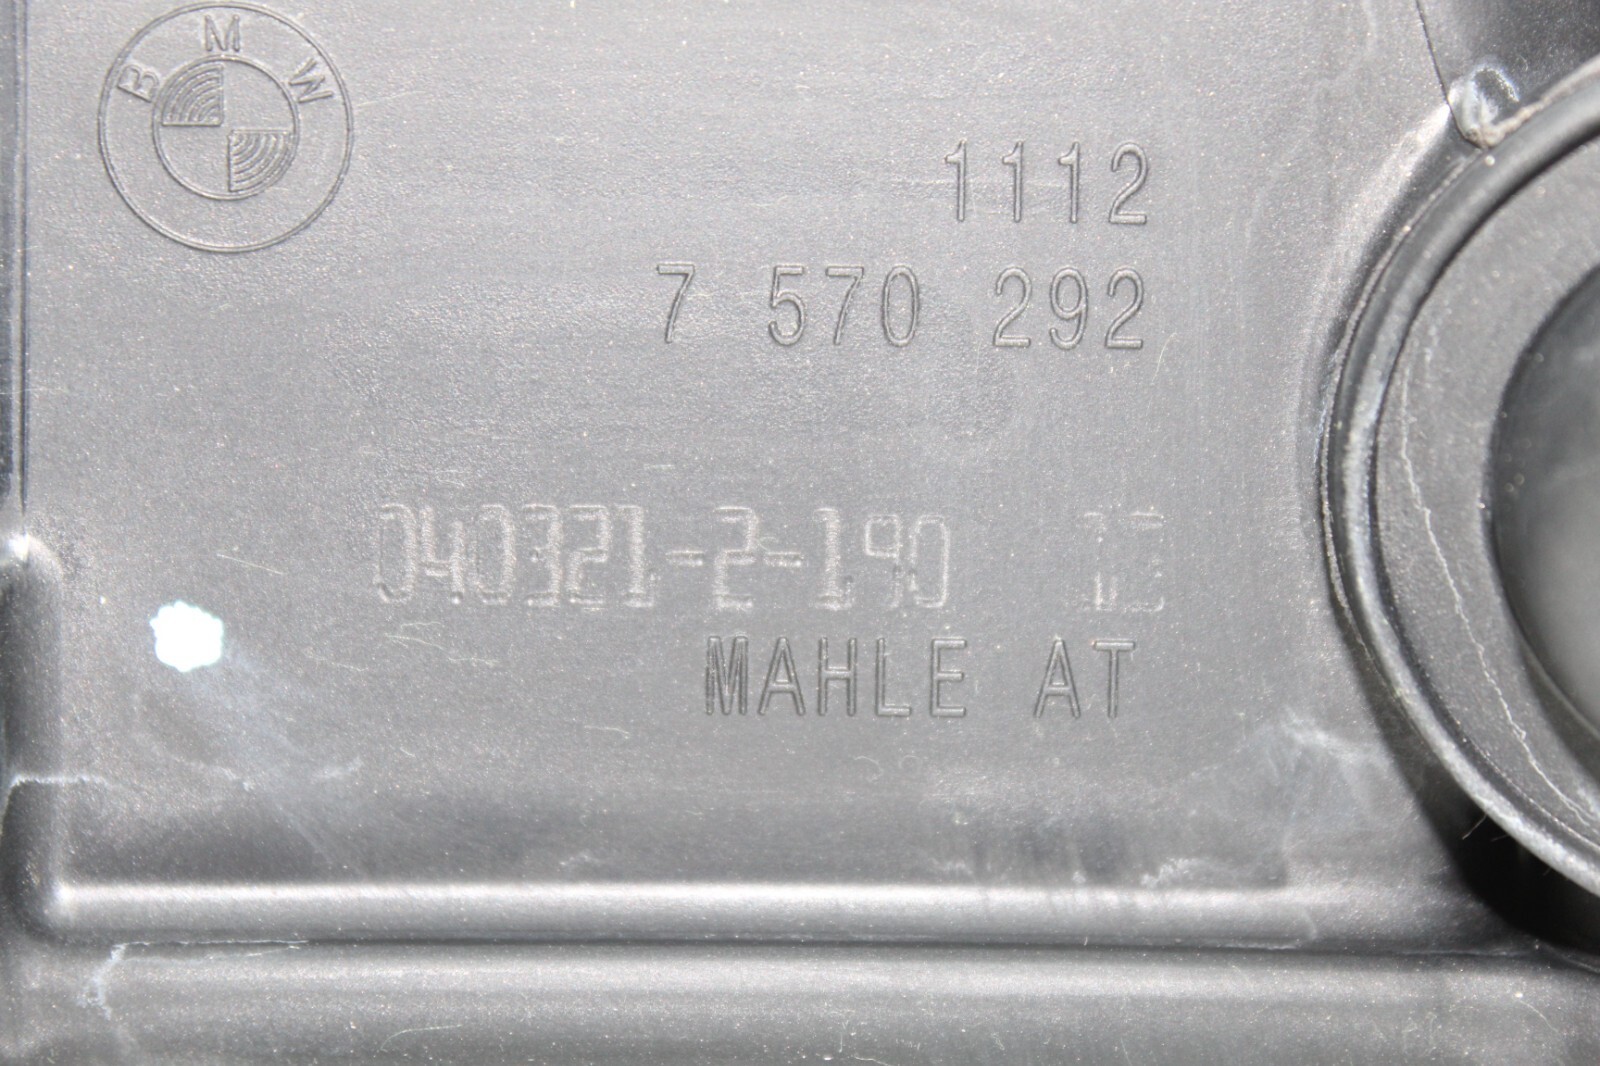 BMW
1112
7 570 292
040321-2-190
MAHLE AT